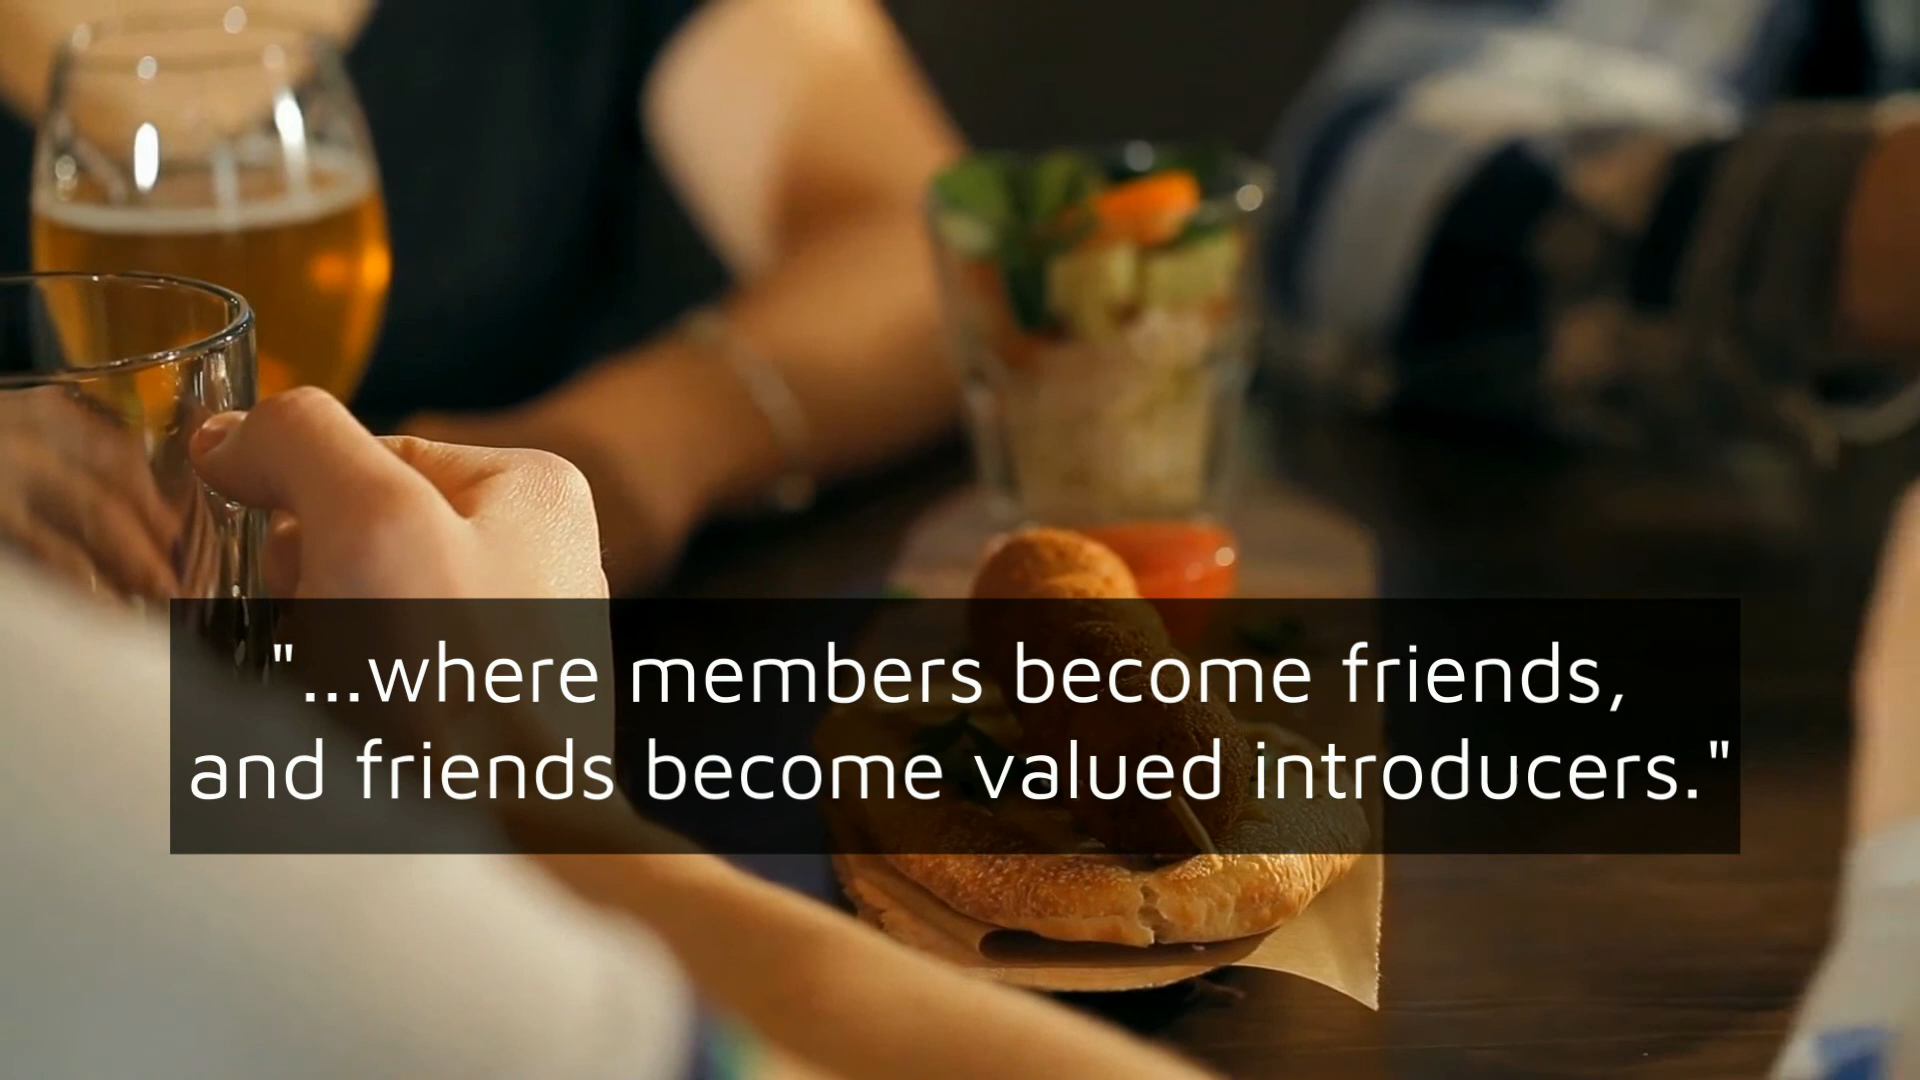 "...where members become friends,
and friends become valued introducers."